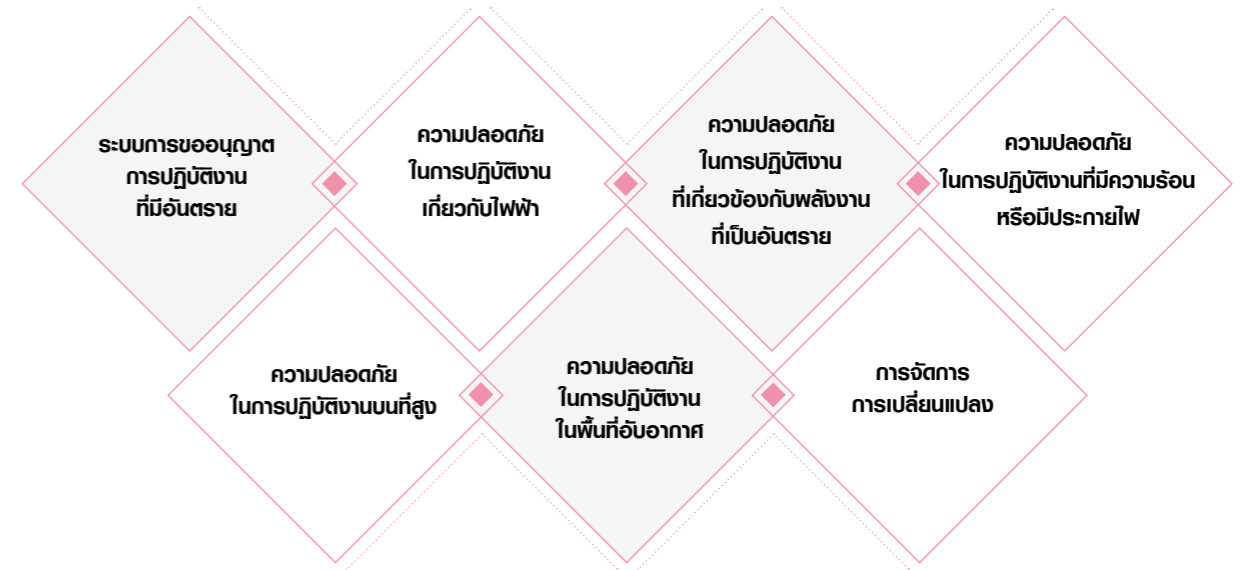 ระบบการขออนุญาต
การปฏิบัติงาน
ที่มีอันตราย
ความปลอดภัย
ในการปฏิบัติงาน
เกี่ยวกับไฟฟ้า
ความปลอดภัย
ในการปฏิบัติงาน
ที่เกี่ยวข้องกับพลังงาน
ที่เป็นอันตราย
ความปลอดภัย
ในการปฏิบัติงานที่มีความร้อน
หรือมีประกายไฟ
ความปลอดภัย
ในการปฏิบัติงานบนที่สูง
ความปลอดภัย
ในการปฏิบัติงาน
ในพื้นที่อับอากาศ
การจัดการ
การเปลี่ยนแปลง